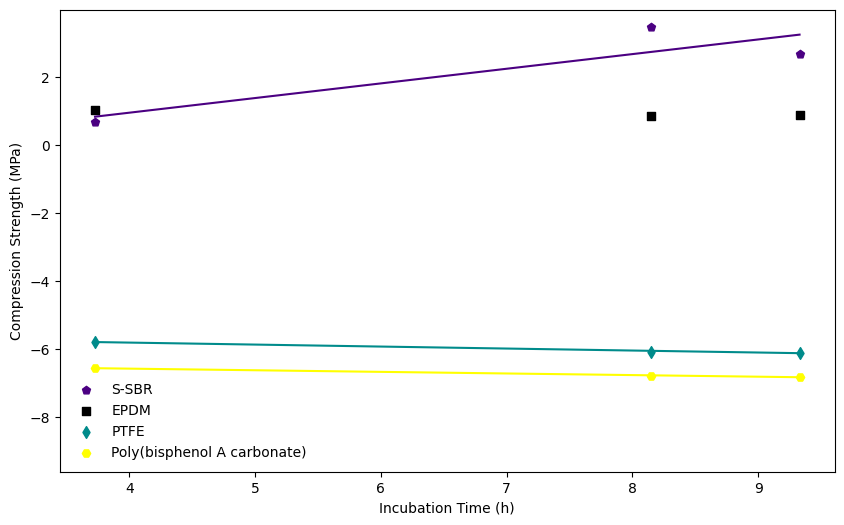 2
0
−2
−4
−6
−8
Compression Strength (MPa)
S-SBR
EPDM
PTFE
Poly(bisphenol A carbonate)
4 5 6 7 8 9
Incubation Time (h)